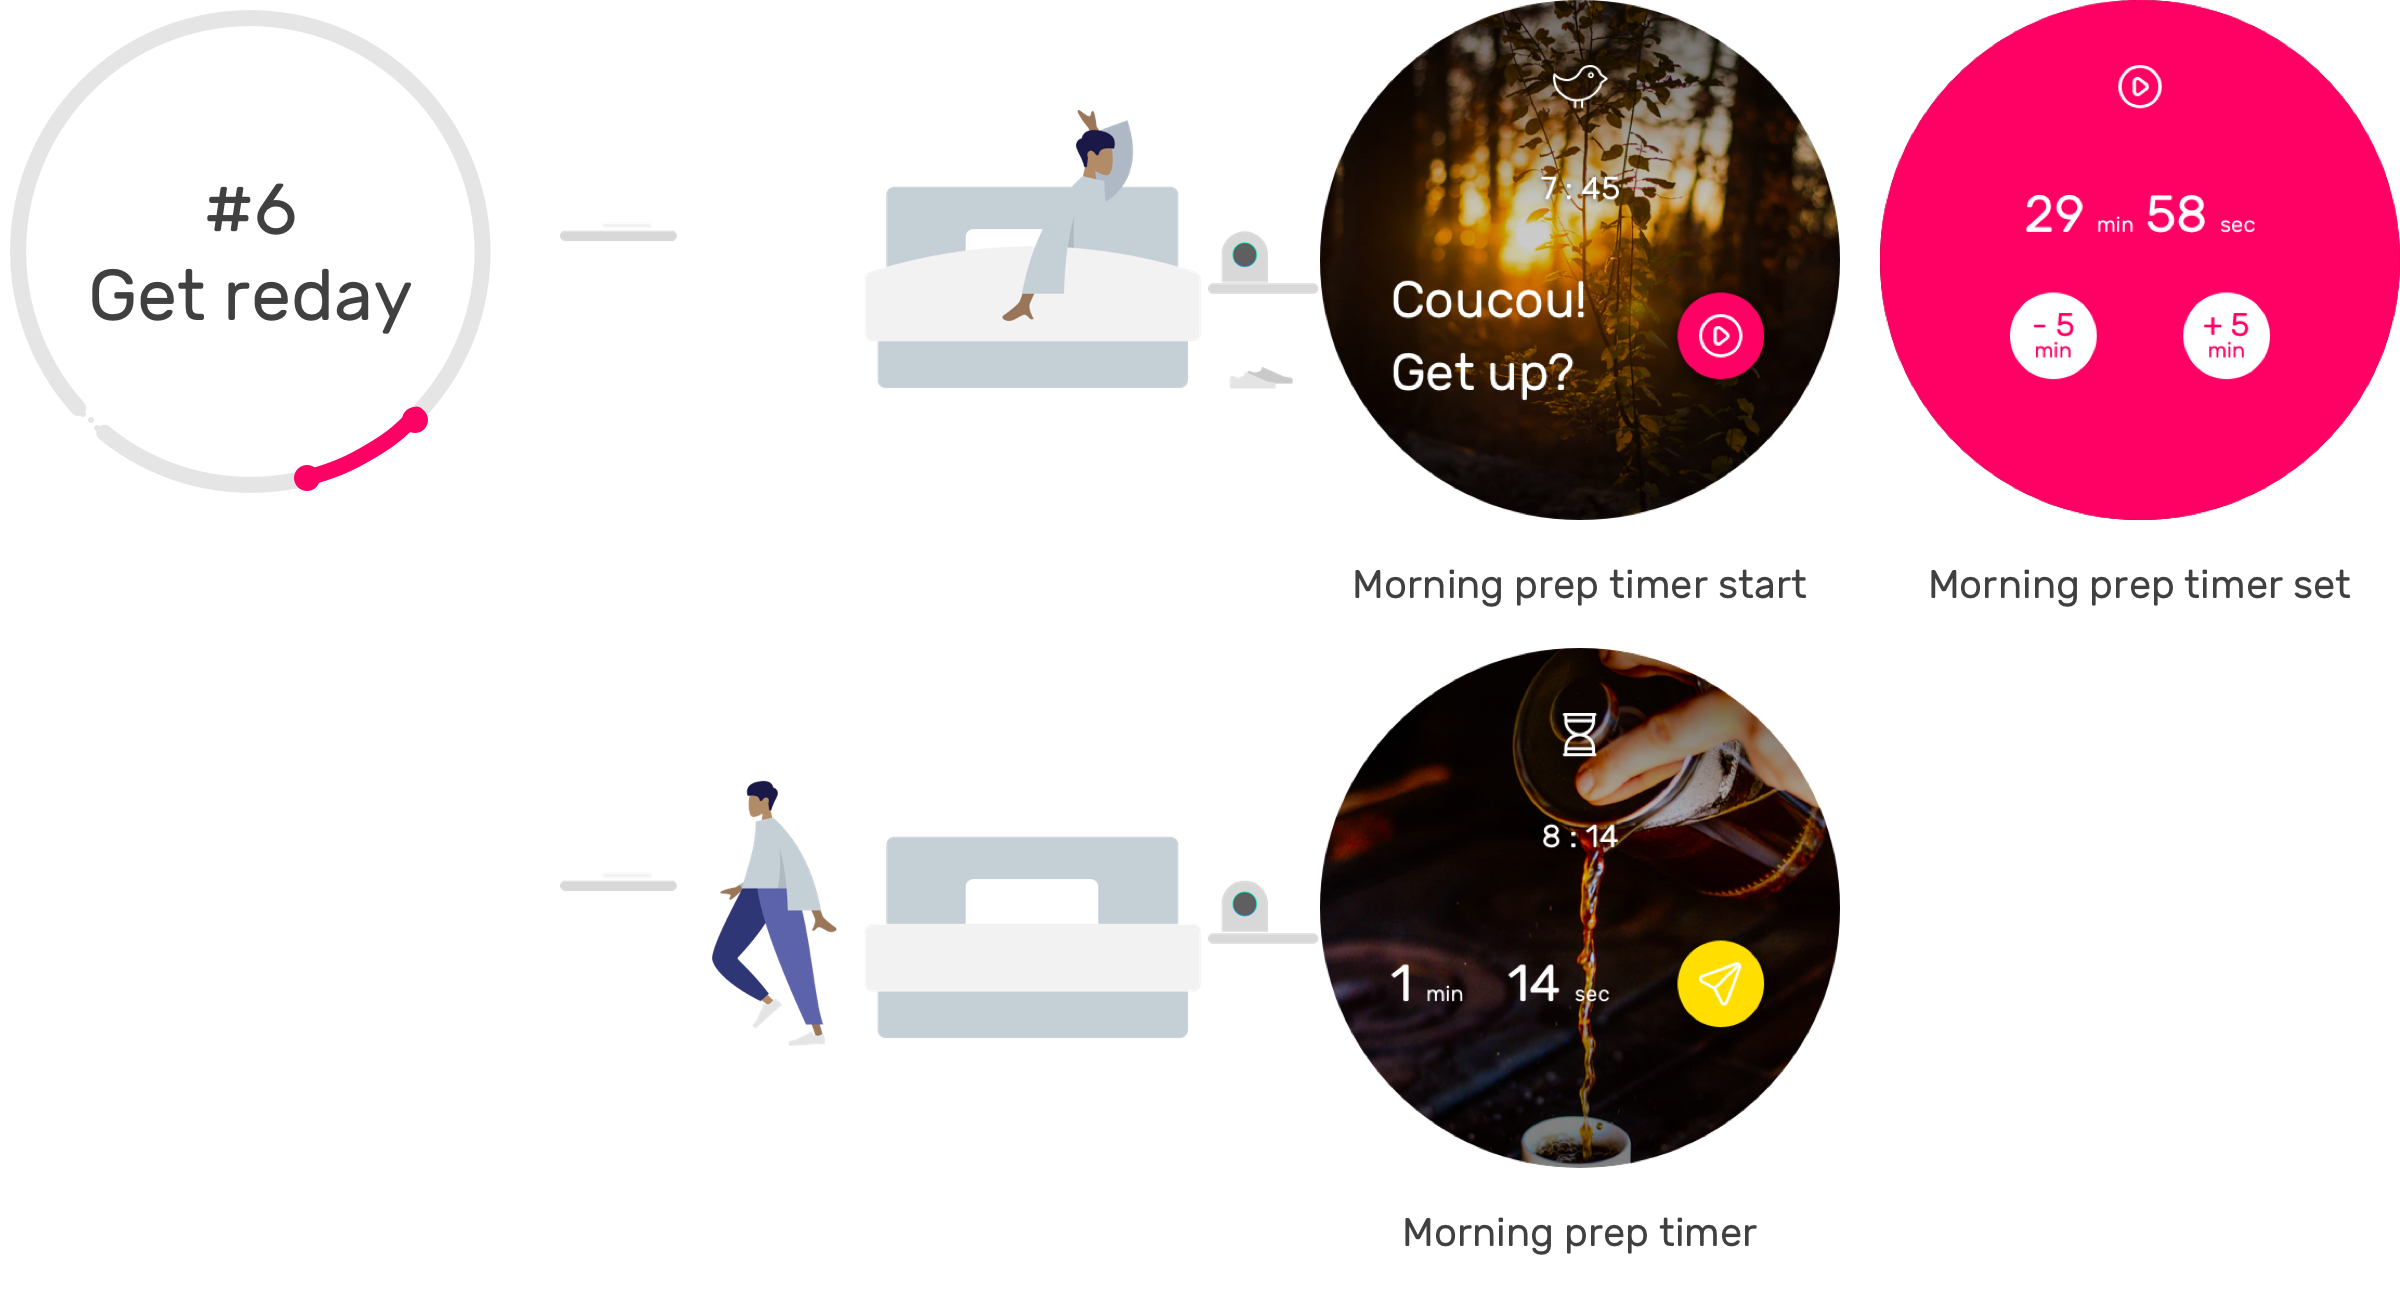 #6
Get reday
7 : 45
Coucou!
Get up?
Morning prep timer start
29 min 58 sec
- 5 min
+ 5 min
Morning prep timer set
8 : 14
1 min 14 sec
Morning prep timer